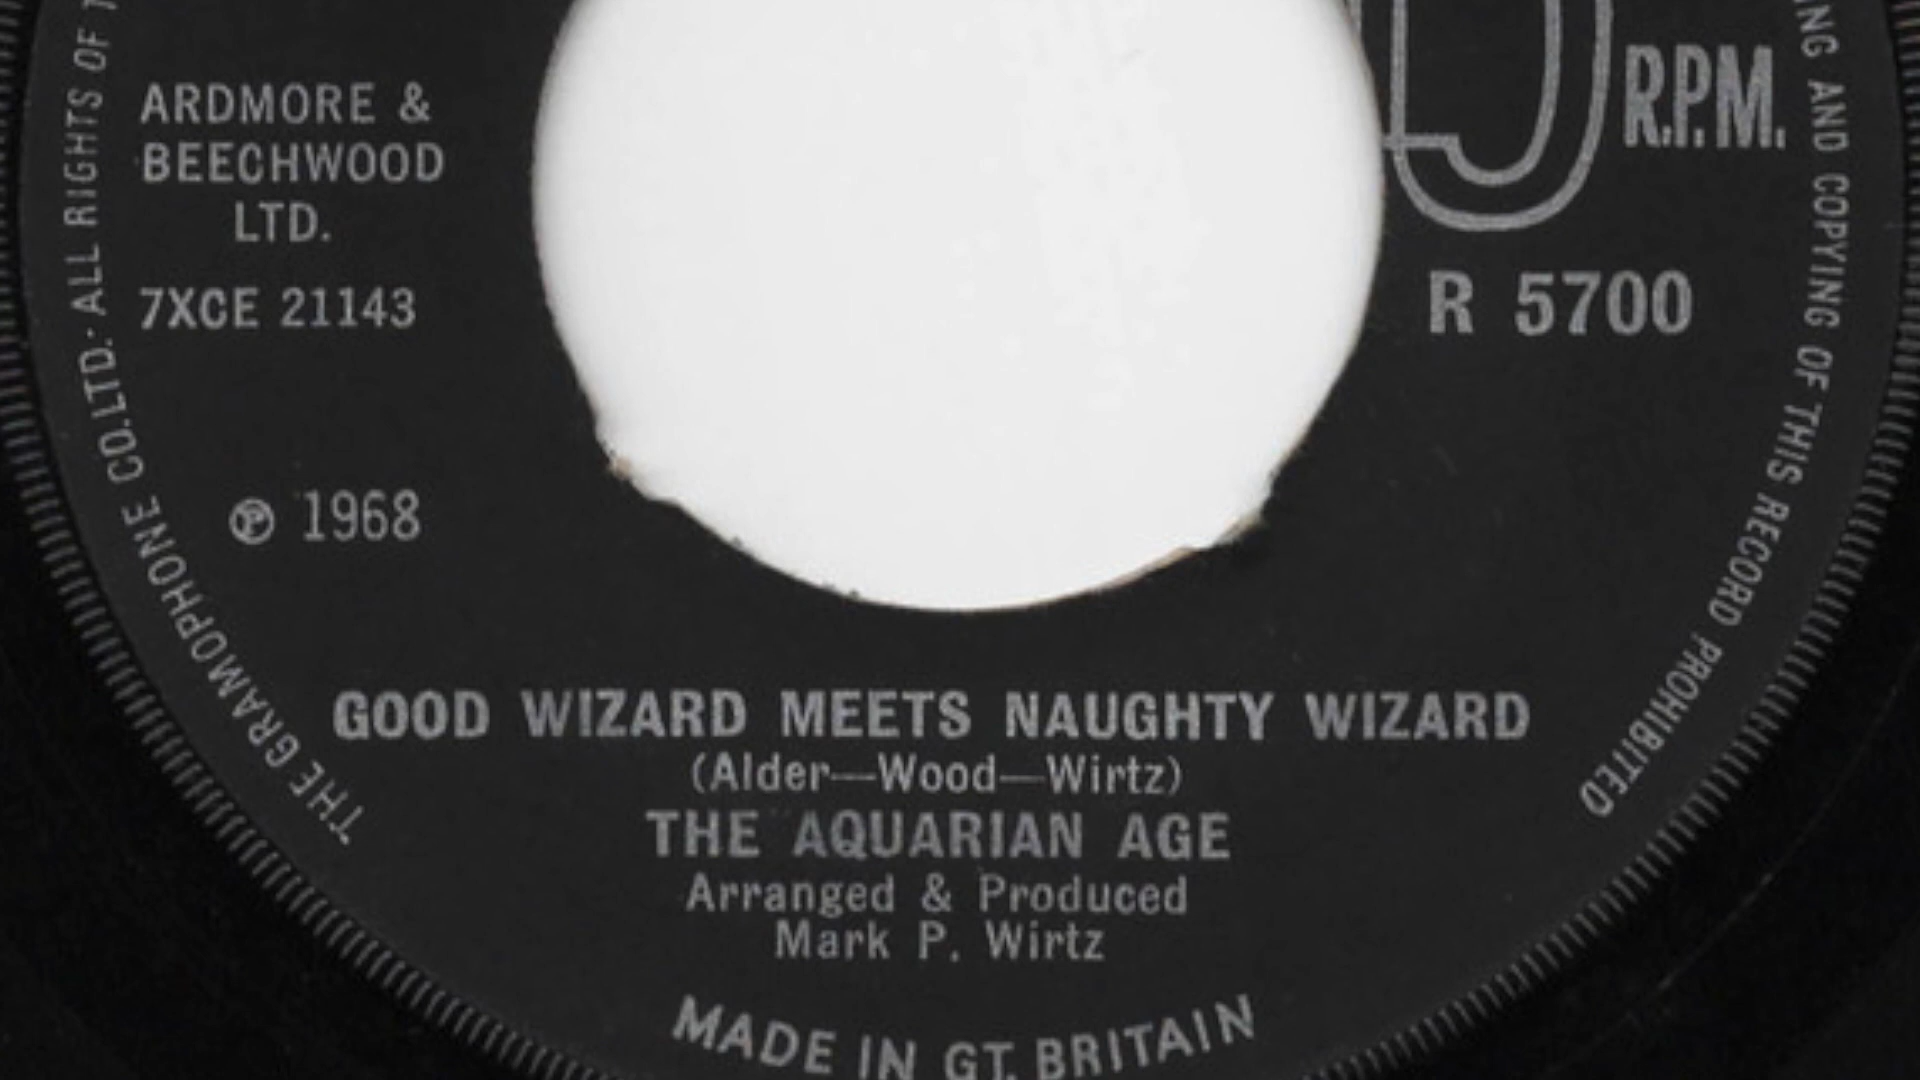 ARDMORE &
BEECHWOOD
LTD.
7XCE 21143
R.P.M.
R 5700
℗ 1968
GOOD WIZARD MEETS NAUGHTY WIZARD
(Alder—Wood—Wirtz)
THE AQUARIAN AGE
Arranged & Produced
Mark P. Wirtz
MADE IN GT. BRITAIN
THE GRAMOPHONE CO. LTD. · ALL RIGHTS OF
AND COPYING OF THIS RECORD PROHIBITED